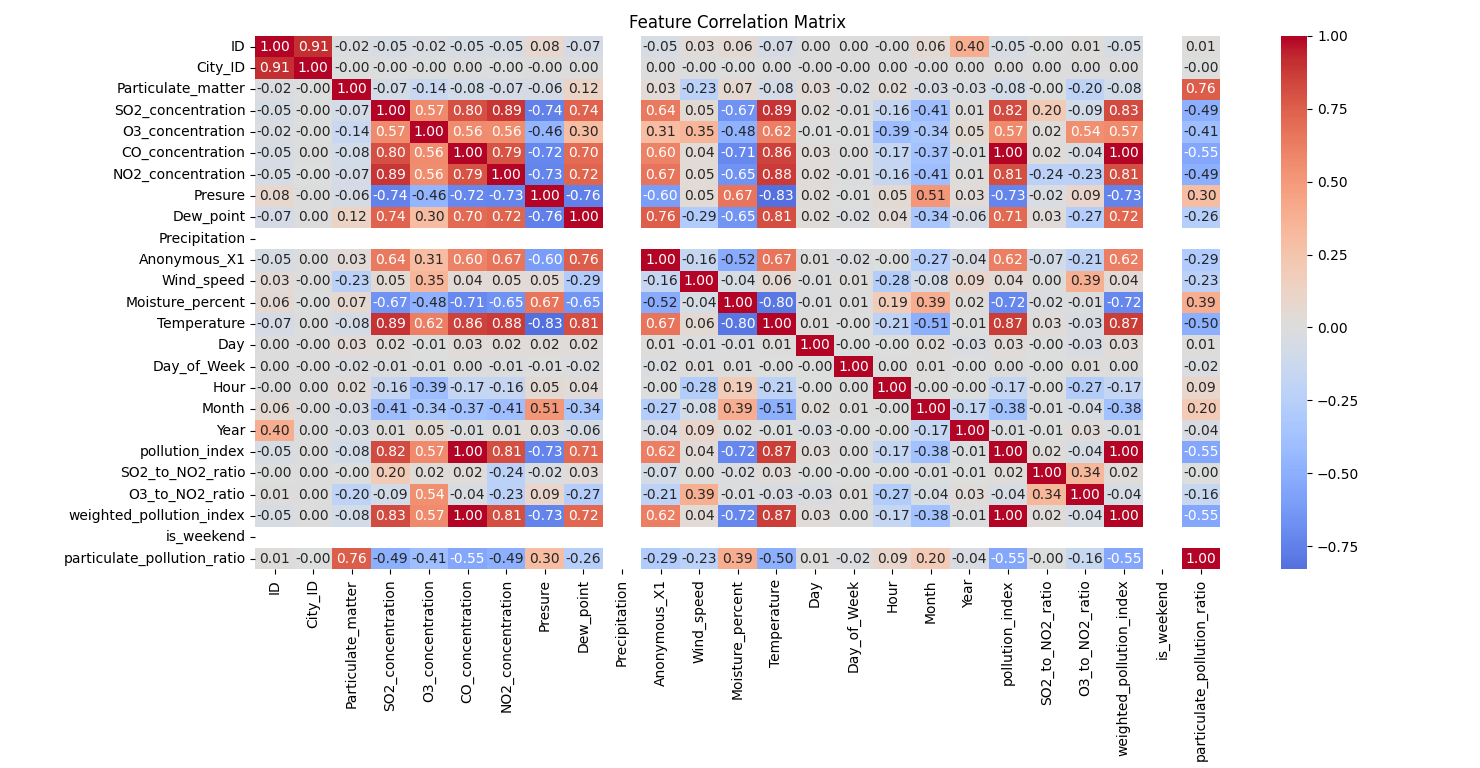 Feature Correlation Matrix
ID 1.00 0.91 -0.02 -0.05 -0.02 -0.05 -0.05 0.08 -0.07 -0.05 0.03 0.06 -0.07 0.00 0.00 -0.00 0.06 0.40 -0.05 -0.00 0.01 -0.05 0.01
City_ID 0.91 1.00 -0.00 -0.00 0.00 -0.00 -0.00 0.00 0.00 0.00 -0.00 -0.00 0.00 0.00 0.00 0.00 -0.00 0.00 0.00 0.00 0.00 0.00 -0.00
Particulate_matter -0.02 -0.00 1.00 -0.07 -0.14 -0.08 -0.07 -0.06 0.12 0.03 -0.23 0.07 -0.08 0.03 -0.02 0.02 -0.03 -0.03 -0.08 -0.00 -0.20 -0.08 0.76
SO2_concentration -0.05 -0.00 -0.07 1.00 0.57 0.80 0.89 -0.74 0.74 0.64 0.05 -0.67 0.89 0.02 -0.01 -0.16 -0.41 0.01 0.82 0.20 -0.09 0.83 -0.49
O3_concentration -0.02 0.00 -0.14 0.57 1.00 0.56 0.56 -0.46 0.30 0.31 0.35 -0.48 0.62 -0.01 -0.01 -0.39 -0.34 0.05 0.57 0.02 0.54 0.57 -0.41
CO_concentration -0.05 0.00 -0.08 0.80 0.56 1.00 0.79 -0.72 0.70 0.60 0.04 -0.71 0.86 0.03 0.00 -0.17 -0.37 -0.01 1.00 0.02 -0.04 1.00 -0.55
NO2_concentration -0.05 -0.00 -0.07 0.89 0.56 0.79 1.00 -0.73 0.72 0.67 0.05 -0.65 0.88 0.02 -0.01 -0.16 -0.41 0.01 0.81 -0.24 -0.23 0.81 -0.49
Presure 0.08 0.00 -0.06 -0.74 -0.46 -0.72 -0.73 1.00 -0.76 -0.60 0.05 0.67 -0.83 0.02 -0.01 0.05 0.51 0.03 -0.73 -0.02 0.09 -0.73 0.30
Dew_point -0.07 0.00 0.12 0.74 0.30 0.70 0.72 -0.76 1.00 0.76 -0.29 -0.65 0.81 0.02 -0.02 0.04 -0.34 -0.06 0.71 0.03 -0.27 0.72 -0.26
Precipitation
Anonymous_X1 -0.05 0.00 0.03 0.64 0.31 0.60 0.67 -0.60 0.76 1.00 -0.16 -0.52 0.67 0.01 -0.02 -0.00 -0.27 -0.04 0.62 -0.07 -0.21 0.62 -0.29
Wind_speed 0.03 -0.00 -0.23 0.05 0.35 0.04 0.05 0.05 -0.29 -0.16 1.00 -0.04 0.06 -0.01 0.01 -0.28 -0.08 0.09 0.04 0.00 0.39 0.04 -0.23
Moisture_percent 0.06 -0.00 0.07 -0.67 -0.48 -0.71 -0.65 0.67 -0.65 -0.52 -0.04 1.00 -0.80 -0.01 0.01 0.19 0.39 0.02 -0.72 -0.02 -0.01 -0.72 0.39
Temperature -0.07 0.00 -0.08 0.89 0.62 0.86 0.88 -0.83 0.81 0.67 0.06 -0.80 1.00 0.01 -0.00 -0.21 -0.51 -0.01 0.87 0.03 -0.03 0.87 -0.50
Day 0.00 0.00 0.03 0.02 -0.01 0.03 0.02 0.02 0.02 0.01 -0.01 -0.01 0.01 1.00 -0.00 -0.00 0.02 -0.03 0.03 0.00 -0.03 0.03 0.01
Day_of_Week 0.00 0.00 -0.02 -0.01 -0.01 0.00 -0.01 -0.01 -0.02 -0.02 0.01 0.01 -0.00 -0.00 1.00 0.00 0.01 -0.00 0.00 -0.00 0.01 0.00 -0.02
Hour -0.00 0.00 0.02 -0.16 -0.39 -0.17 -0.16 0.05 0.04 -0.00 -0.28 0.19 -0.21 -0.00 0.00 1.00 -0.00 -0.00 -0.17 -0.00 -0.27 -0.17 0.09
Month 0.06 -0.00 -0.03 -0.41 -0.34 -0.37 -0.41 0.51 -0.34 -0.27 -0.08 0.39 -0.51 0.02 0.01 -0.00 1.00 -0.17 -0.38 -0.01 -0.04 -0.38 0.20
Year 0.40 0.00 -0.03 0.01 0.05 -0.01 0.01 0.03 -0.06 -0.04 0.09 0.02 -0.01 -0.03 -0.00 -0.00 -0.17 1.00 -0.01 -0.01 0.03 -0.01 -0.04
pollution_index -0.05 0.00 -0.08 0.82 0.57 1.00 0.81 -0.73 0.71 0.62 0.04 -0.72 0.87 0.03 0.00 -0.17 -0.38 -0.01 1.00 0.02 -0.04 1.00 -0.55
SO2_to_NO2_ratio -0.00 0.00 -0.00 0.20 0.02 0.02 -0.24 -0.02 0.03 -0.07 0.00 -0.02 0.03 0.00 -0.00 -0.00 -0.01 -0.01 0.02 1.00 0.34 0.02 -0.00
O3_to_NO2_ratio 0.01 0.00 -0.20 -0.09 0.54 -0.04 -0.23 0.09 -0.27 -0.21 0.39 -0.01 -0.03 -0.03 0.01 -0.27 -0.04 0.03 -0.04 0.34 1.00 -0.04 -0.16
weighted_pollution_index -0.05 0.00 -0.08 0.83 0.57 1.00 0.81 -0.73 0.72 0.62 0.04 -0.72 0.87 0.03 0.00 -0.17 -0.38 -0.01 1.00 0.02 -0.04 1.00 -0.55
is_weekend
particulate_pollution_ratio 0.01 -0.00 0.76 -0.49 -0.41 -0.55 -0.49 0.30 -0.26 -0.29 -0.23 0.39 -0.50 0.01 -0.02 0.09 0.20 -0.04 -0.55 -0.00 -0.16 -0.55 1.00
ID
City_ID
Particulate_matter
SO2_concentration
O3_concentration
CO_concentration
NO2_concentration
Presure
Dew_point
Precipitation
Anonymous_X1
Wind_speed
Moisture_percent
Temperature
Day
Day_of_Week
Hour
Month
Year
pollution_index
SO2_to_NO2_ratio
O3_to_NO2_ratio
weighted_pollution_index
is_weekend
particulate_pollution_ratio
1.00
0.75
0.50
0.25
0.00
−0.25
−0.50
−0.75